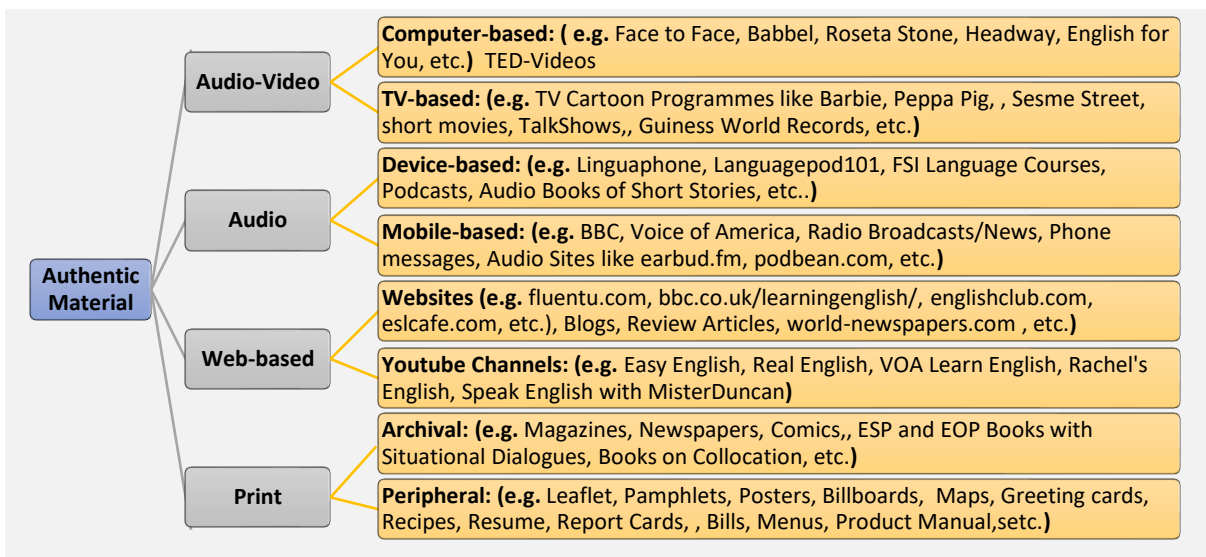 Authentic
Material
Audio-Video
Computer-based: ( e.g. Face to Face, Babbel, Roseta Stone, Headway, English for
You, etc.)  TED-Videos
TV-based: (e.g. TV Cartoon Programmes like Barbie, Peppa Pig, , Sesme Street,
short movies, TalkShows,, Guiness World Records, etc.)
Audio
Device-based: (e.g. Linguaphone, Languagepod101, FSI Language Courses,
Podcasts, Audio Books of Short Stories, etc..)
Mobile-based: (e.g. BBC, Voice of America, Radio Broadcasts/News, Phone
messages, Audio Sites like earbud.fm, podbean.com, etc.)
Web-based
Websites (e.g. fluentu.com, bbc.co.uk/learningenglish/, englishclub.com,
eslcafe.com, etc.), Blogs, Review Articles, world-newspapers.com , etc.)
Youtube Channels: (e.g. Easy English, Real English, VOA Learn English, Rachel's
English, Speak English with MisterDuncan)
Print
Archival: (e.g. Magazines, Newspapers, Comics,, ESP and EOP Books with
Situational Dialogues, Books on Collocation, etc.)
Peripheral: (e.g. Leaflet, Pamphlets, Posters, Billboards,  Maps, Greeting cards,
Recipes, Resume, Report Cards, , Bills, Menus, Product Manual,setc.)